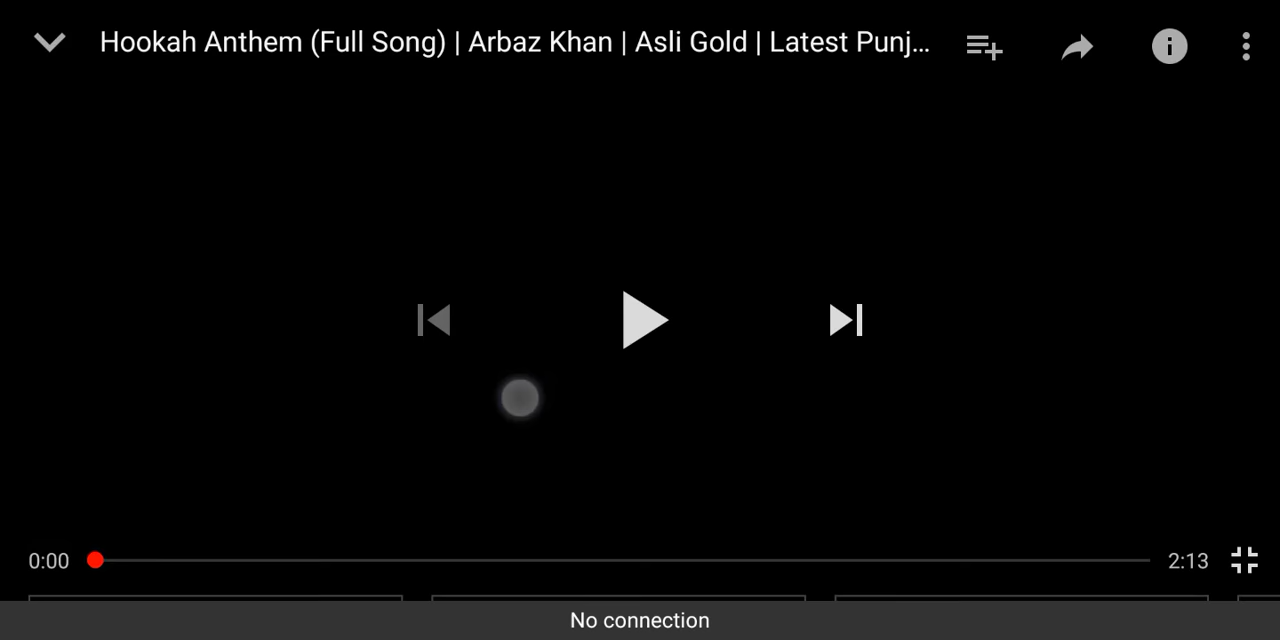 Hookah Anthem (Full Song) | Arbaz Khan | Asli Gold | Latest Punj...
0:00
2:13
No connection